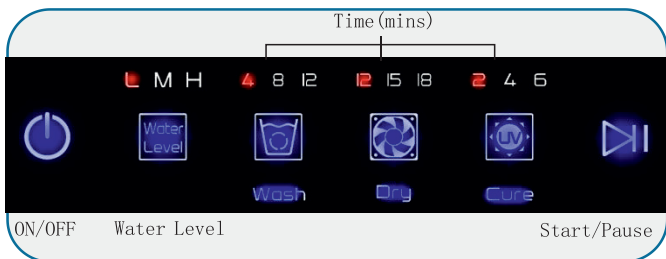 Time(mins)
L M H 4 8 12 12 15 18 2 4 6
Water
Level
UV
Wash Dry Cure
ON/OFF Water Level Start/Pause